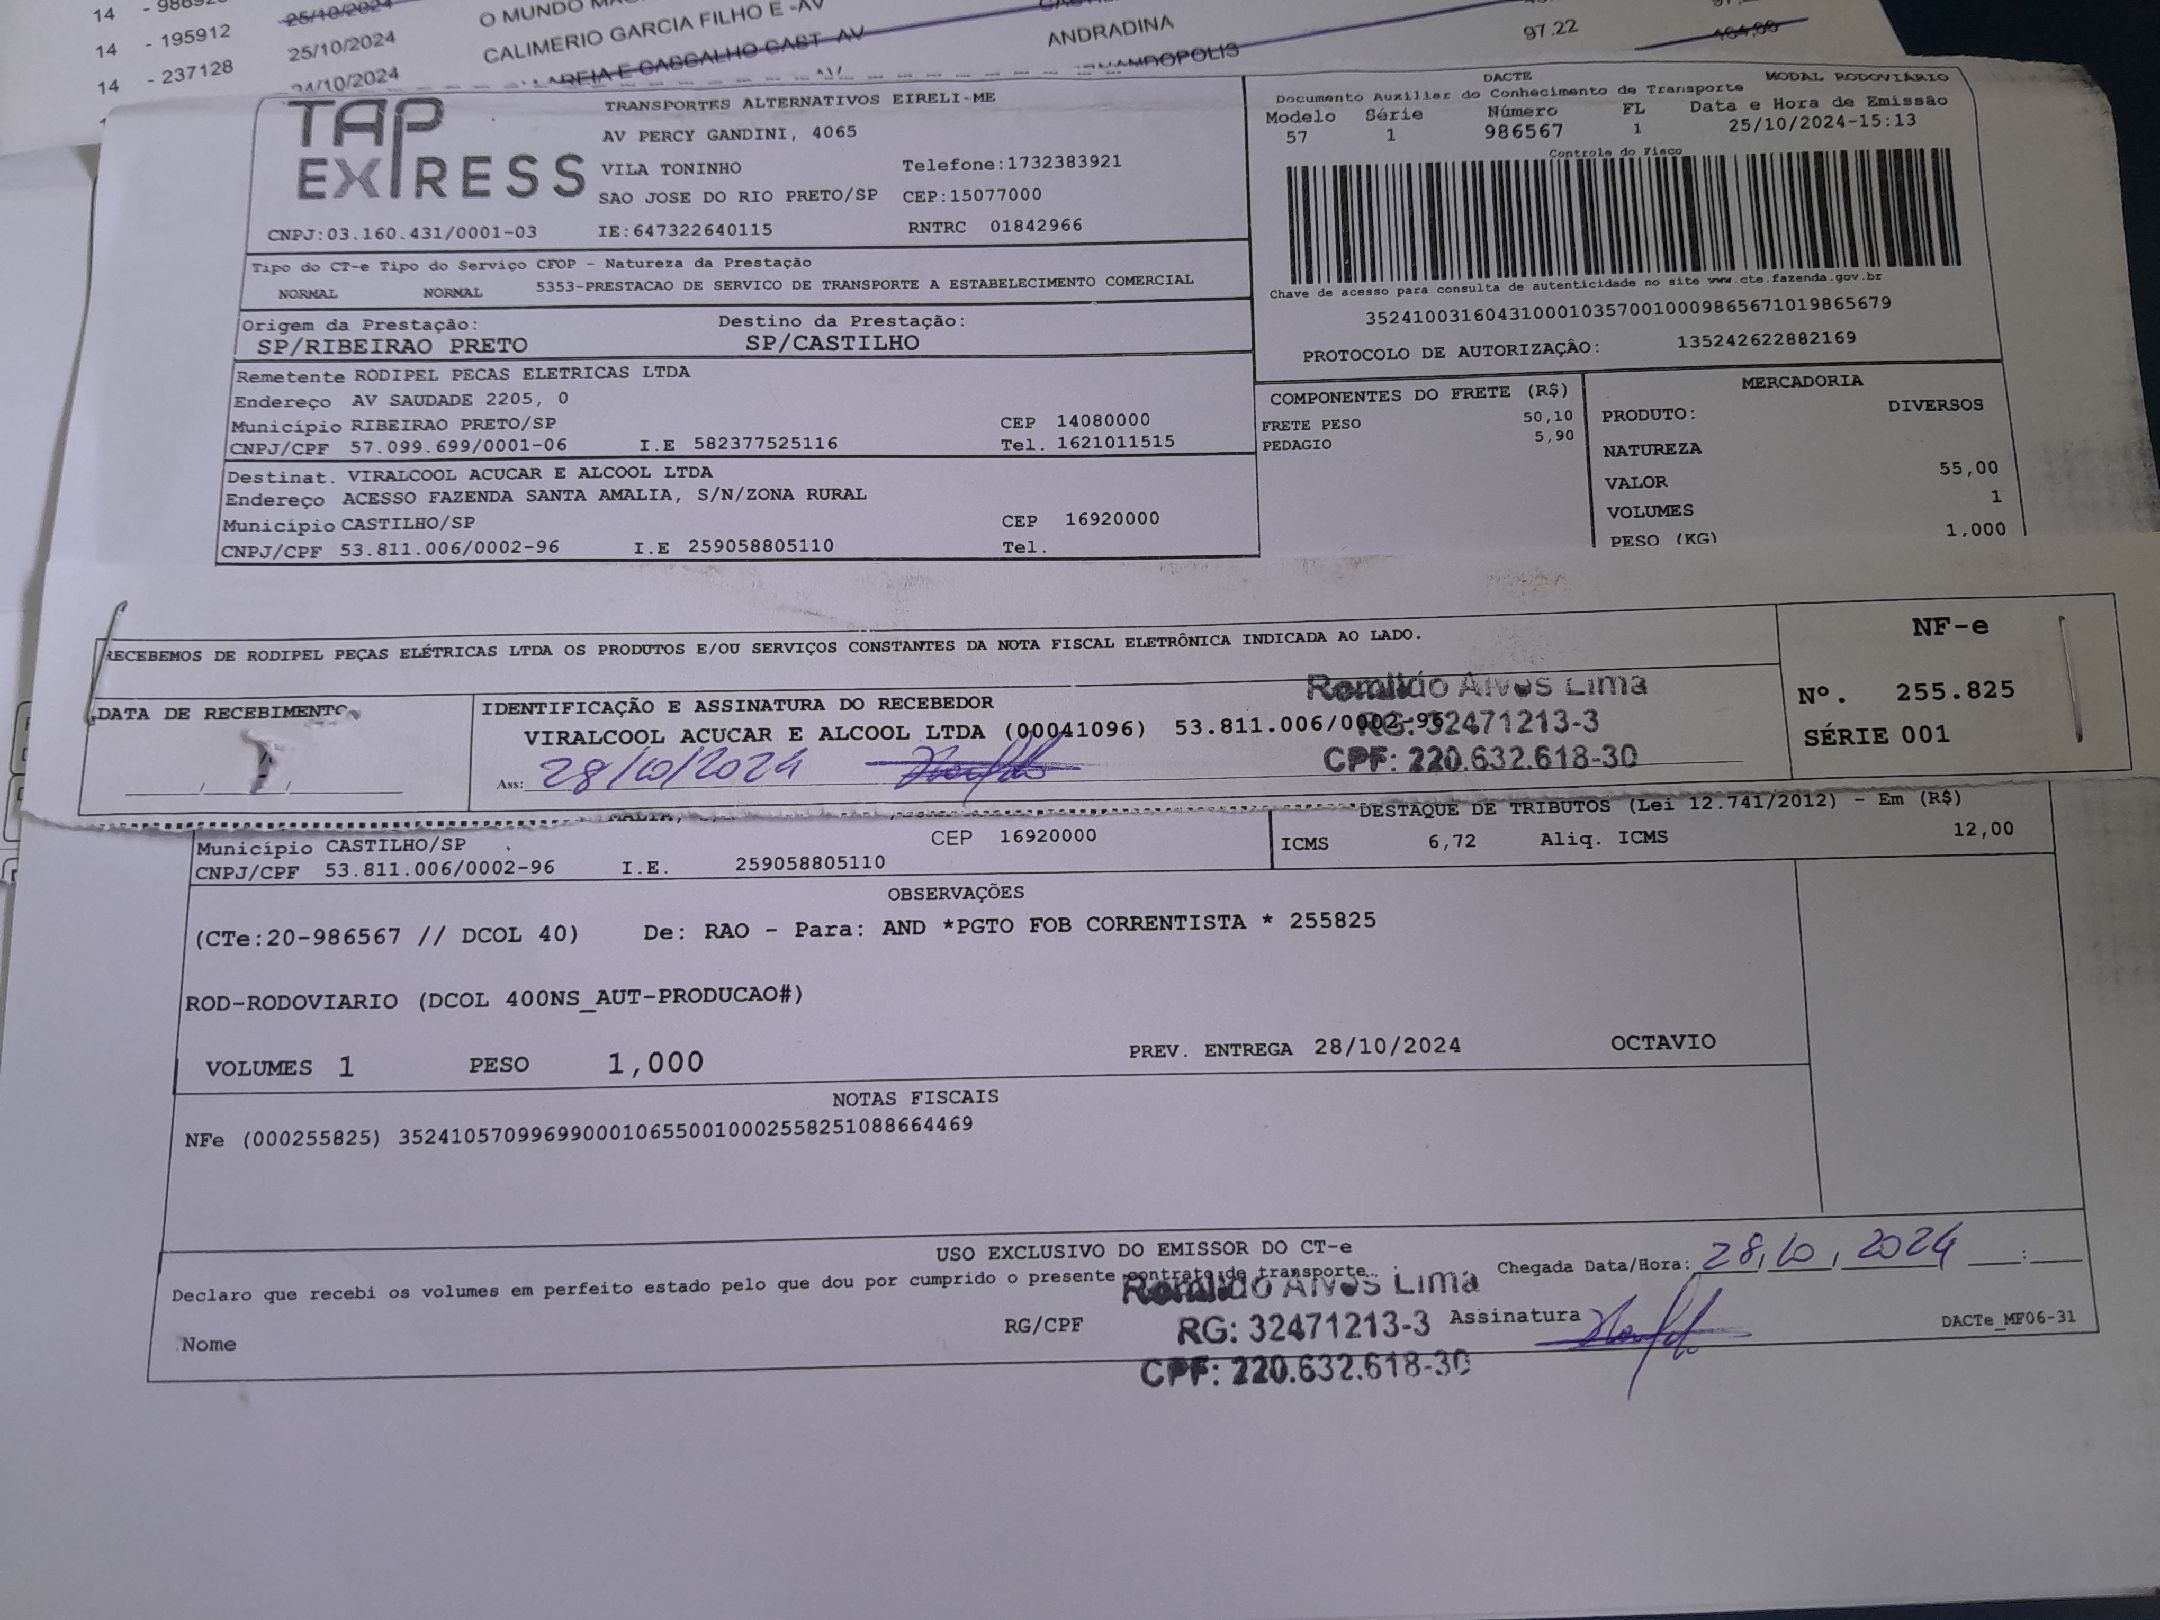 14 - 195912 25/10/2024 CALIMERIO GARCIA FILHO E -AV ANDRADINA 97.22
14 - 237128 24/10/2024
TAP EXPRESS
TRANSPORTES ALTERNATIVOS EIRELI-ME
AV PERCY GANDINI, 4065
VILA TONINHO Telefone:1732383921
SAO JOSE DO RIO PRETO/SP CEP:15077000
CNPJ:03.160.431/0001-03 IE:647322640115 RNTRC 01842966
DACTE MODAL RODOVIÁRIO
Documento Auxiliar do Conhecimento de Transporte
Modelo Série Número FL Data e Hora de Emissão
57 1 986567 1 25/10/2024-15:13
Controle do Fisco
Chave de acesso para consulta de autenticidade no site www.cte.fazenda.gov.br
35241003160431000103570010009865671019865679
PROTOCOLO DE AUTORIZAÇÃO: 135242622882169
Tipo do CT-e Tipo do Serviço CFOP - Natureza da Prestação
NORMAL NORMAL 5353-PRESTACAO DE SERVICO DE TRANSPORTE A ESTABELECIMENTO COMERCIAL
Origem da Prestação: Destino da Prestação:
SP/RIBEIRAO PRETO SP/CASTILHO
Remetente RODIPEL PECAS ELETRICAS LTDA
Endereço AV SAUDADE 2205, 0
Município RIBEIRAO PRETO/SP CEP 14080000
CNPJ/CPF 57.099.699/0001-06 I.E 582377525116 Tel. 1621011515
Destinat. VIRALCOOL ACUCAR E ALCOOL LTDA
Endereço ACESSO FAZENDA SANTA AMALIA, S/N/ZONA RURAL
Município CASTILHO/SP CEP 16920000
CNPJ/CPF 53.811.006/0002-96 I.E 259058805110 Tel.
COMPONENTES DO FRETE (R$)
FRETE PESO 50,10
PEDAGIO 5,90
MERCADORIA
PRODUTO: DIVERSOS
NATUREZA
VALOR 55,00
VOLUMES 1
PESO (KG) 1,000
RECEBEMOS DE RODIPEL PEÇAS ELÉTRICAS LTDA OS PRODUTOS E/OU SERVIÇOS CONSTANTES DA NOTA FISCAL ELETRÔNICA INDICADA AO LADO.
NF-e
Nº. 255.825
SÉRIE 001
DATA DE RECEBIMENTO
IDENTIFICAÇÃO E ASSINATURA DO RECEBEDOR
VIRALCOOL ACUCAR E ALCOOL LTDA (00041096) 53.811.006/0002-96
Ass: 28/10/2024
Romildo Alves Lima
RG: 32471213-3
CPF: 220.632.618-30
DESTAQUE DE TRIBUTOS (Lei 12.741/2012) - Em (R$)
ICMS 6,72 Aliq. ICMS 12,00
Município CASTILHO/SP CEP 16920000
CNPJ/CPF 53.811.006/0002-96 I.E. 259058805110
OBSERVAÇÕES
(CTe:20-986567 // DCOL 40) De: RAO - Para: AND *PGTO FOB CORRENTISTA * 255825
ROD-RODOVIARIO (DCOL 400NS_AUT-PRODUCAO#)
VOLUMES 1 PESO 1,000 PREV. ENTREGA 28/10/2024 OCTAVIO
NOTAS FISCAIS
NFe (000255825) 35241057099699000106550010002558251088664469
USO EXCLUSIVO DO EMISSOR DO CT-e
Declaro que recebi os volumes em perfeito estado pelo que dou por cumprido o presente contrato de transporte.
Chegada Data/Hora: 28/10/2024 __:__
Nome RG/CPF Assinatura DACTe_MF06-31
Romildo Alves Lima
RG: 32471213-3
CPF: 220.632.618-30